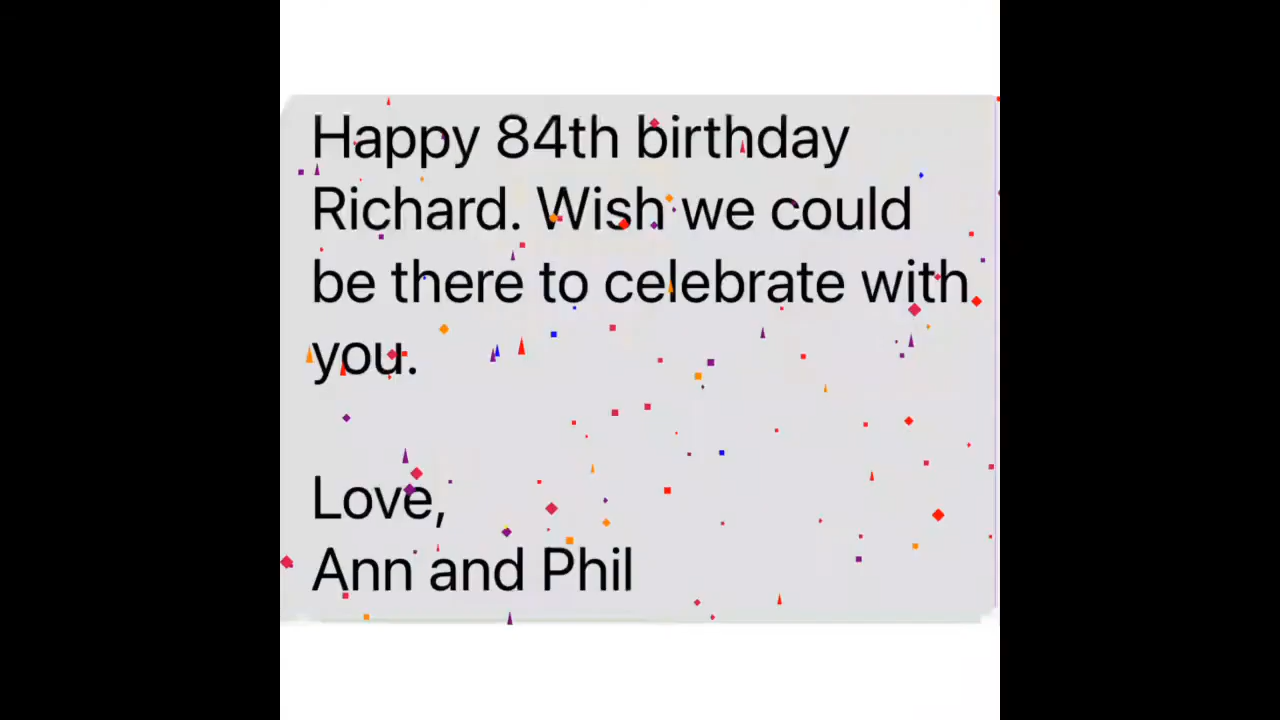 Happy 84th birthday
Richard. Wish we could
be there to celebrate with
you.
Love,
Ann and Phil